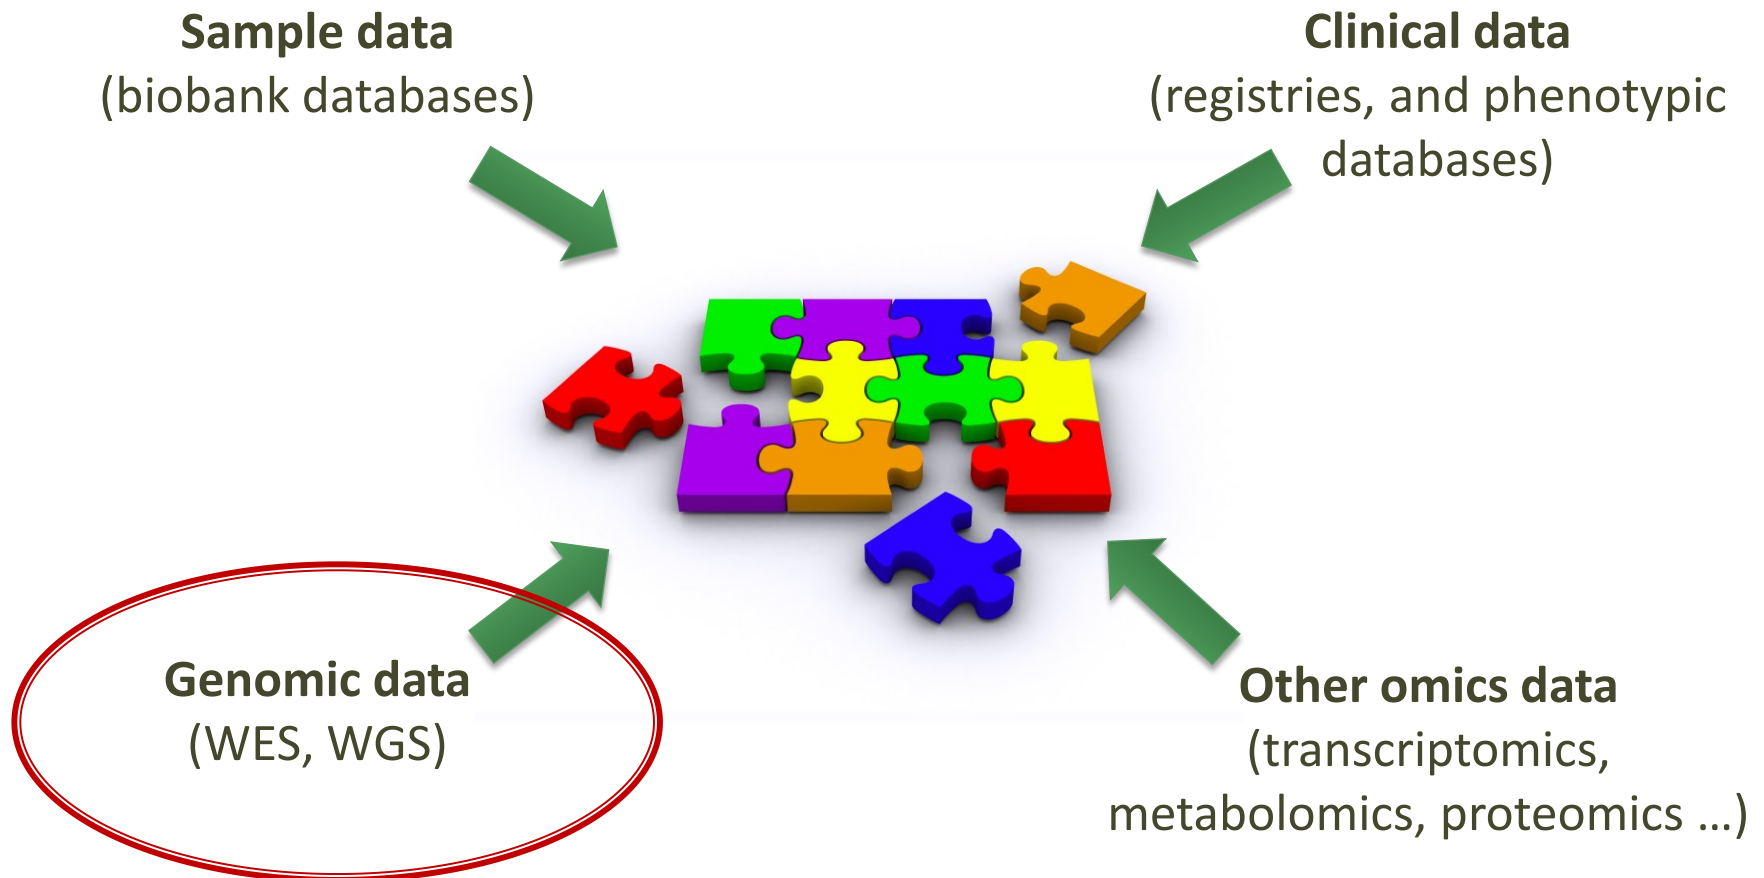 Sample data
(biobank databases)
Clinical data
(registries, and phenotypic
databases)
Genomic data
(WES, WGS)
Other omics data
(transcriptomics,
metabolomics, proteomics ...)